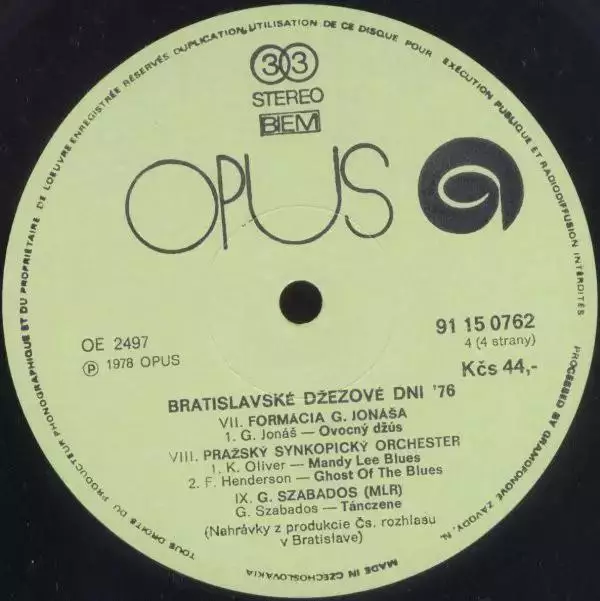 TOUS DROITS DU PRODUCTEUR PHONOGRAPHIQUE ET DU PROPRIÉTAIRE DE L'OEUVRE ENREGISTRÉE RÉSERVÉS DUPLICATION, UTILISATION DE CE DISQUE POUR EXÉCUTION PUBLIQUE ET RADIODIFFUSION INTERDITES
33
STEREO
BIEM
OPUS
OE 2497
Ⓟ 1978 OPUS
91 15 0762
4 (4 strany)
Kčs 44,-
BRATISLAVSKÉ DŽEZOVÉ DNI '76
VII. FORMÁCIA G. JONÁŠA
1. G. Jonáš — Ovocný džús
VIII. PRAŽSKÝ SYNKOPICKÝ ORCHESTER
1. K. Oliver — Mandy Lee Blues
2. F. Henderson — Ghost Of The Blues
IX. G. SZABADOS (MLR)
G. Szabados — Tánczene
(Nahrávky z produkcie Čs. rozhlasu
v Bratislave)
PROCESSED BY GRAMOFONOVÉ ZÁVODY, N.
MADE IN CZECHOSLOVAKIA